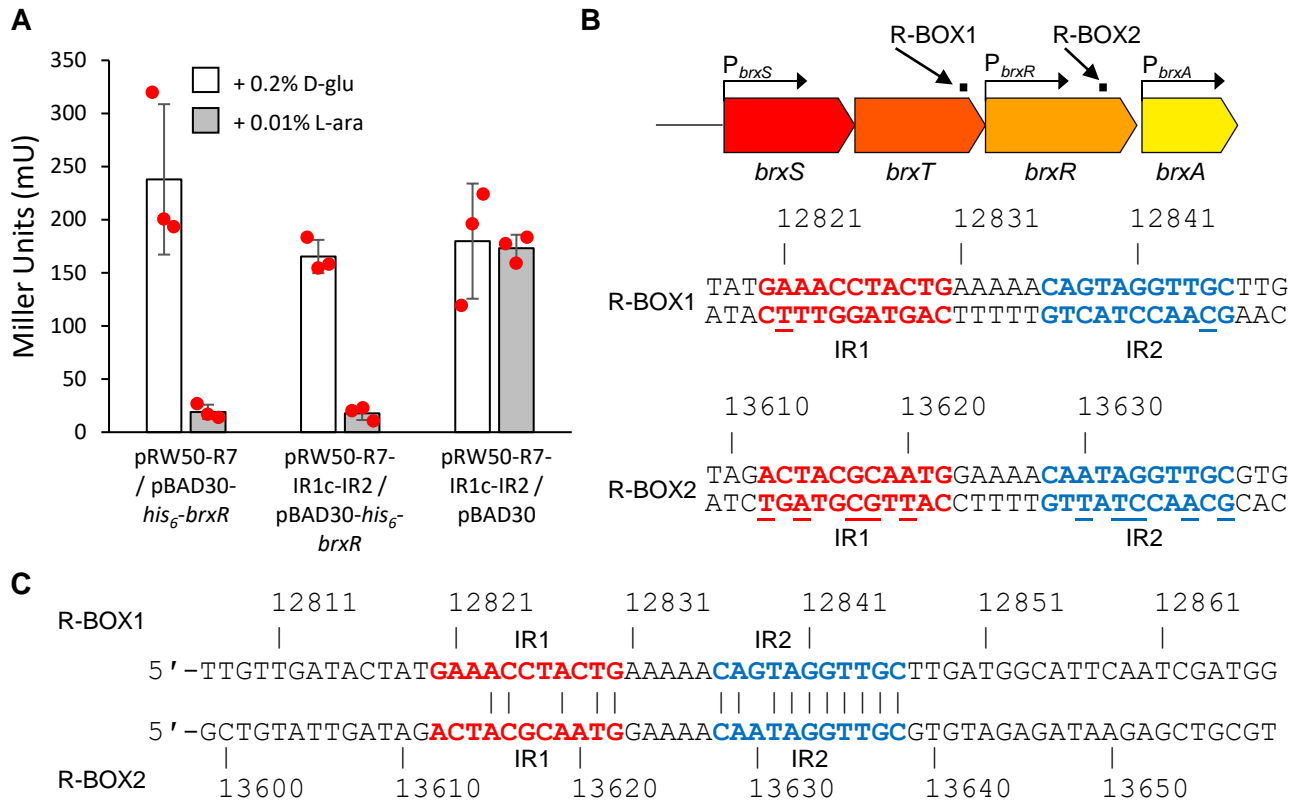 A
350
300
250
200
150
100
50
0
Miller Units (mU)
+ 0.2% D-glu
+ 0.01% L-ara
pRW50-R7
/ pBAD30-
his₆-brxR
pRW50-R7-
IR1c-IR2 /
pBAD30-his₆-
brxR
pRW50-R7-
IR1c-IR2 /
pBAD30
B
R-BOX1 R-BOX2
PbrxS PbrxR PbrxA
brxS brxT brxR brxA
12821 12831 12841
R-BOX1
TATGAAACCTACTGAAAAACAGTAGGTTGCTTG
ATACTTTGGATGACTTTTTGTCATCCAACGAAC
IR1 IR2
13610 13620 13630
R-BOX2
TAGACTACGCAATGGAAAACAATAGGTTGCGTG
ATCTGATGCGTTACCTTTTGTTATCCAACGCAC
IR1 IR2
C
12811 12821 12831 12841 12851 12861
R-BOX1
IR1 IR2
5′-TTGTTGATACTATGAAACCTACTGAAAAACAGTAGGTTGCTTGATGGCATTCAATCGATGG
5′-GCTGTATTGATAGACTACGCAATGGAAAACAATAGGTTGCGTGTAGAGATAAGAGCTGCGT
IR1 IR2
R-BOX2
13600 13610 13620 13630 13640 13650